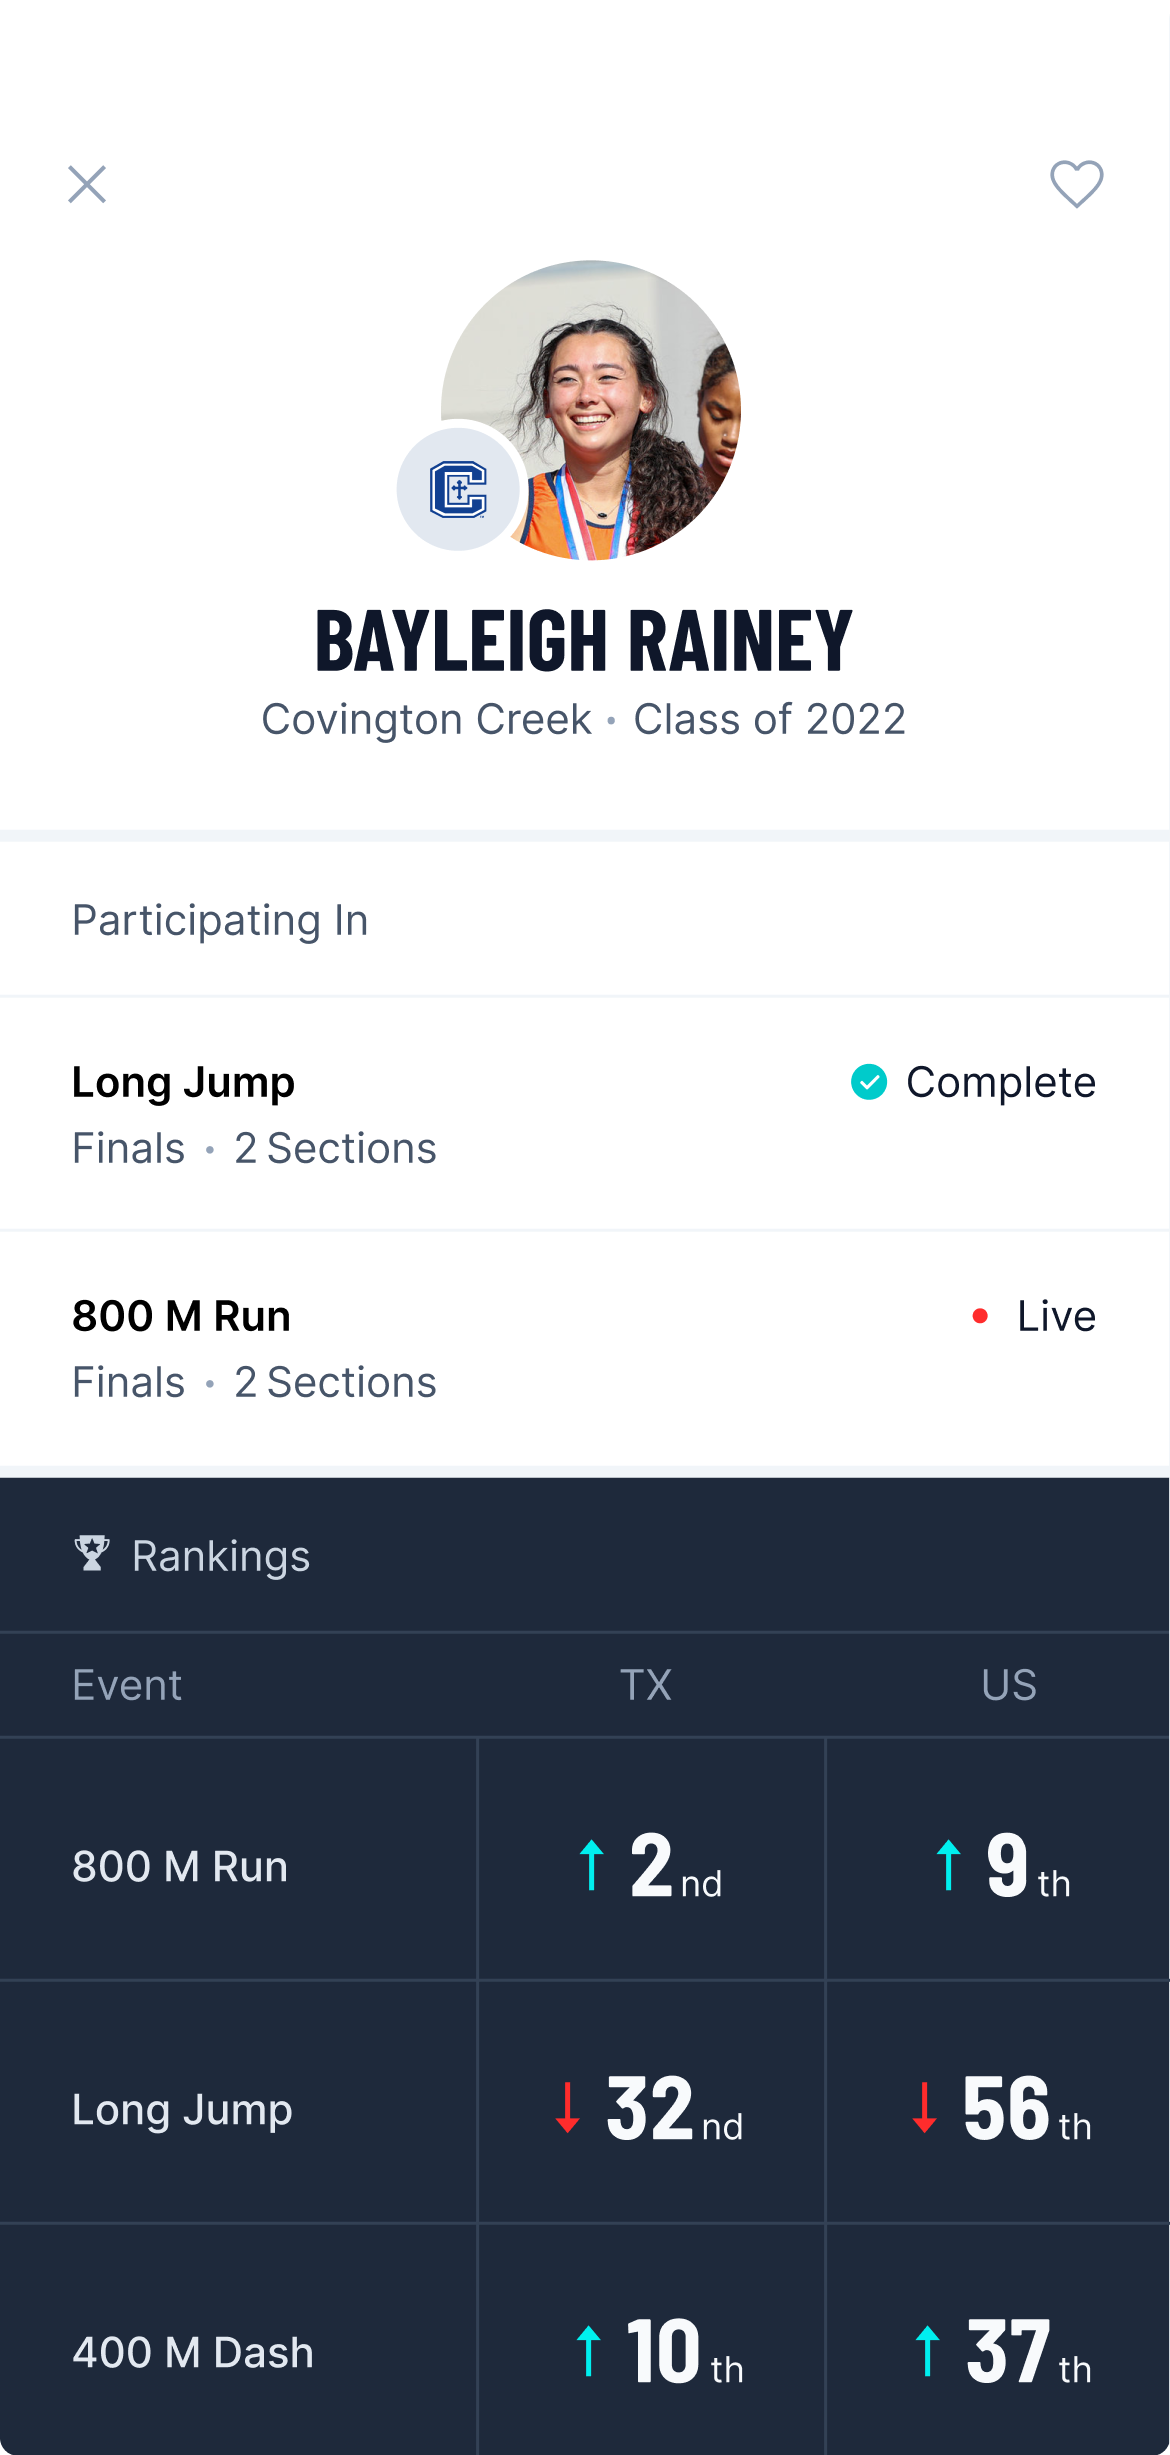 BAYLEIGH RAINEY
Covington Creek • Class of 2022
Participating In
Long Jump
Complete
Finals • 2 Sections
800 M Run
Live
Finals • 2 Sections
Rankings
Event TX US
800 M Run 2nd 9th
Long Jump 32nd 56th
400 M Dash 10th 37th